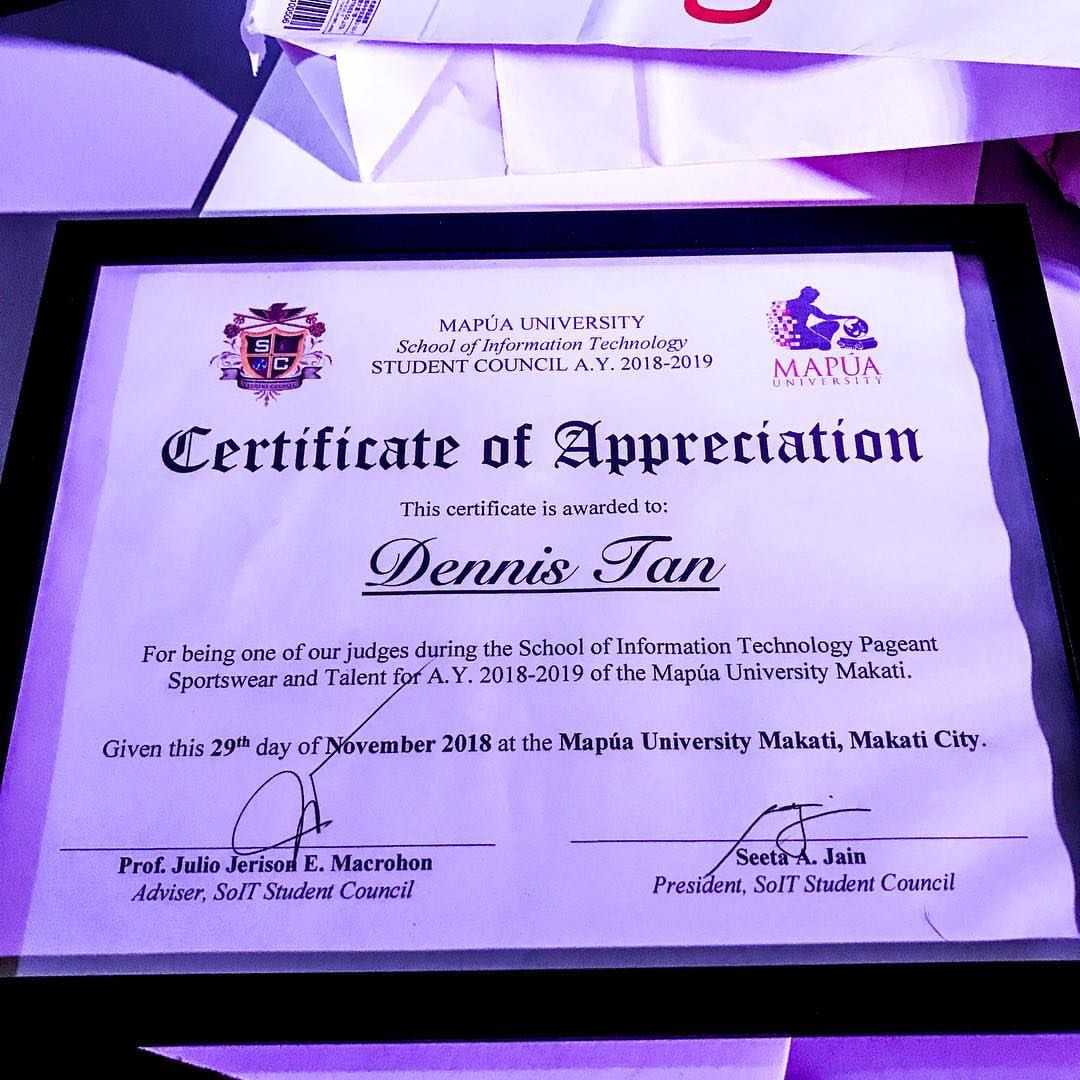 MAPÚA UNIVERSITY
School of Information Technology
STUDENT COUNCIL A.Y. 2018-2019
S C
STUDENT COUNCIL
MAPÚA
UNIVERSITY
Certificate of Appreciation
This certificate is awarded to:
Dennis Tan
For being one of our judges during the School of Information Technology Pageant
Sportswear and Talent for A.Y. 2018-2019 of the Mapúa University Makati.
Given this 29th day of November 2018 at the Mapúa University Makati, Makati City.
Prof. Julio Jerison E. Macrohon
Adviser, SoIT Student Council
Seeta A. Jain
President, SoIT Student Council